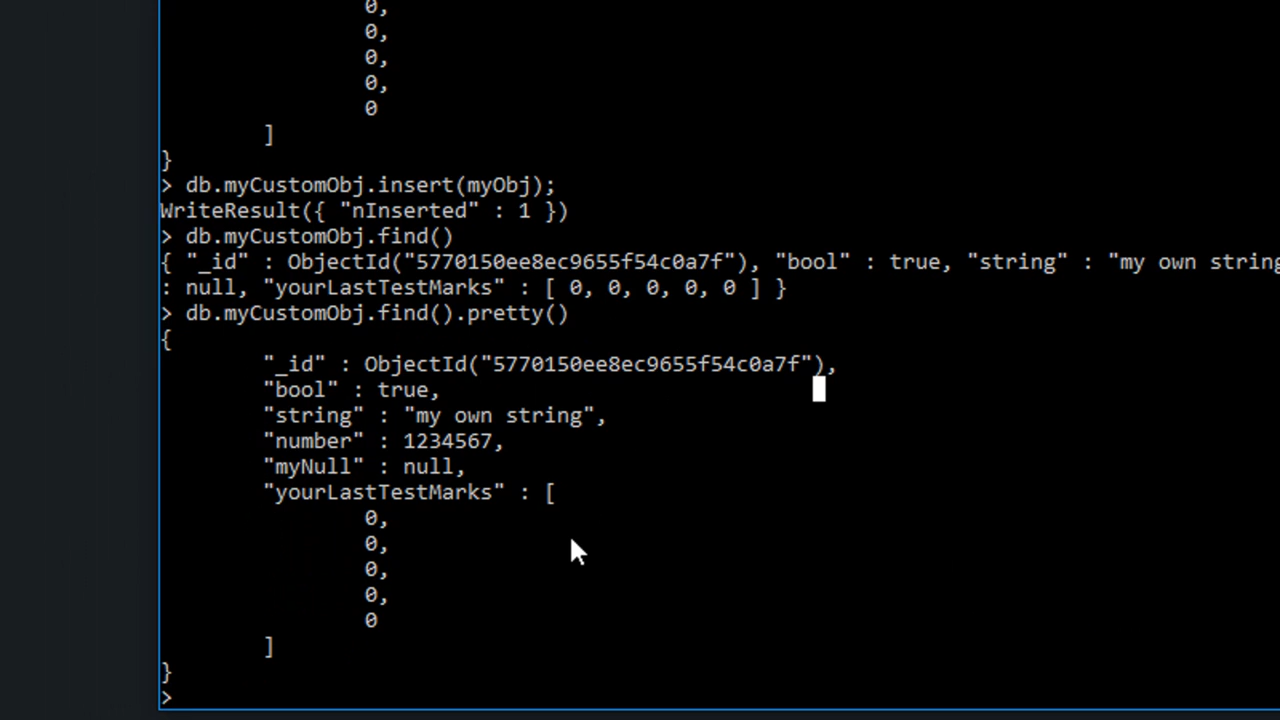 0,
0,
0,
0,
0
]
}
> db.myCustomObj.insert(myObj);
WriteResult({ "nInserted" : 1 })
> db.myCustomObj.find()
{ "_id" : ObjectId("5770150ee8ec9655f54c0a7f"), "bool" : true, "string" : "my own string
: null, "yourLastTestMarks" : [ 0, 0, 0, 0, 0 ] }
> db.myCustomObj.find().pretty()
{
"_id" : ObjectId("5770150ee8ec9655f54c0a7f"),
"bool" : true,
"string" : "my own string",
"number" : 1234567,
"myNull" : null,
"yourLastTestMarks" : [
0,
0,
0,
0,
0
]
}
>